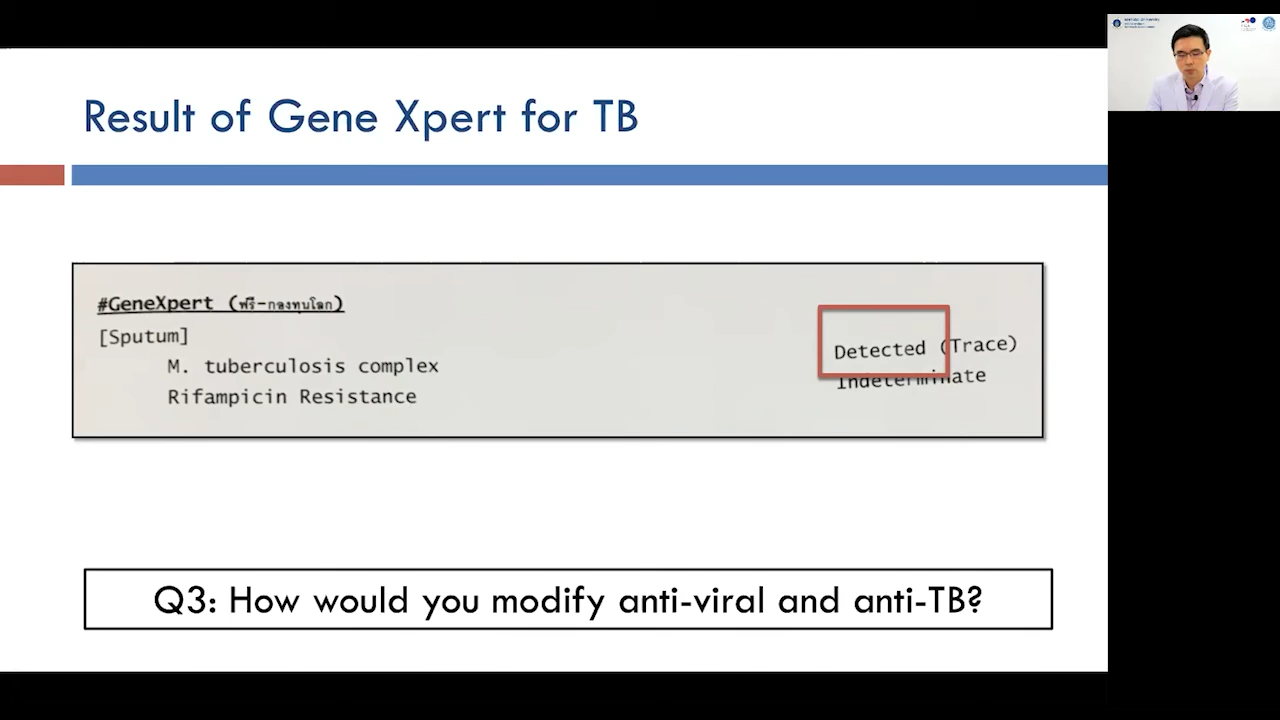 Result of Gene Xpert for TB
#GeneXpert (ฟรี-กองทุนโลก)
[Sputum]
M. tuberculosis complex Detected (Trace)
Rifampicin Resistance Indeterminate
Q3: How would you modify anti-viral and anti-TB?